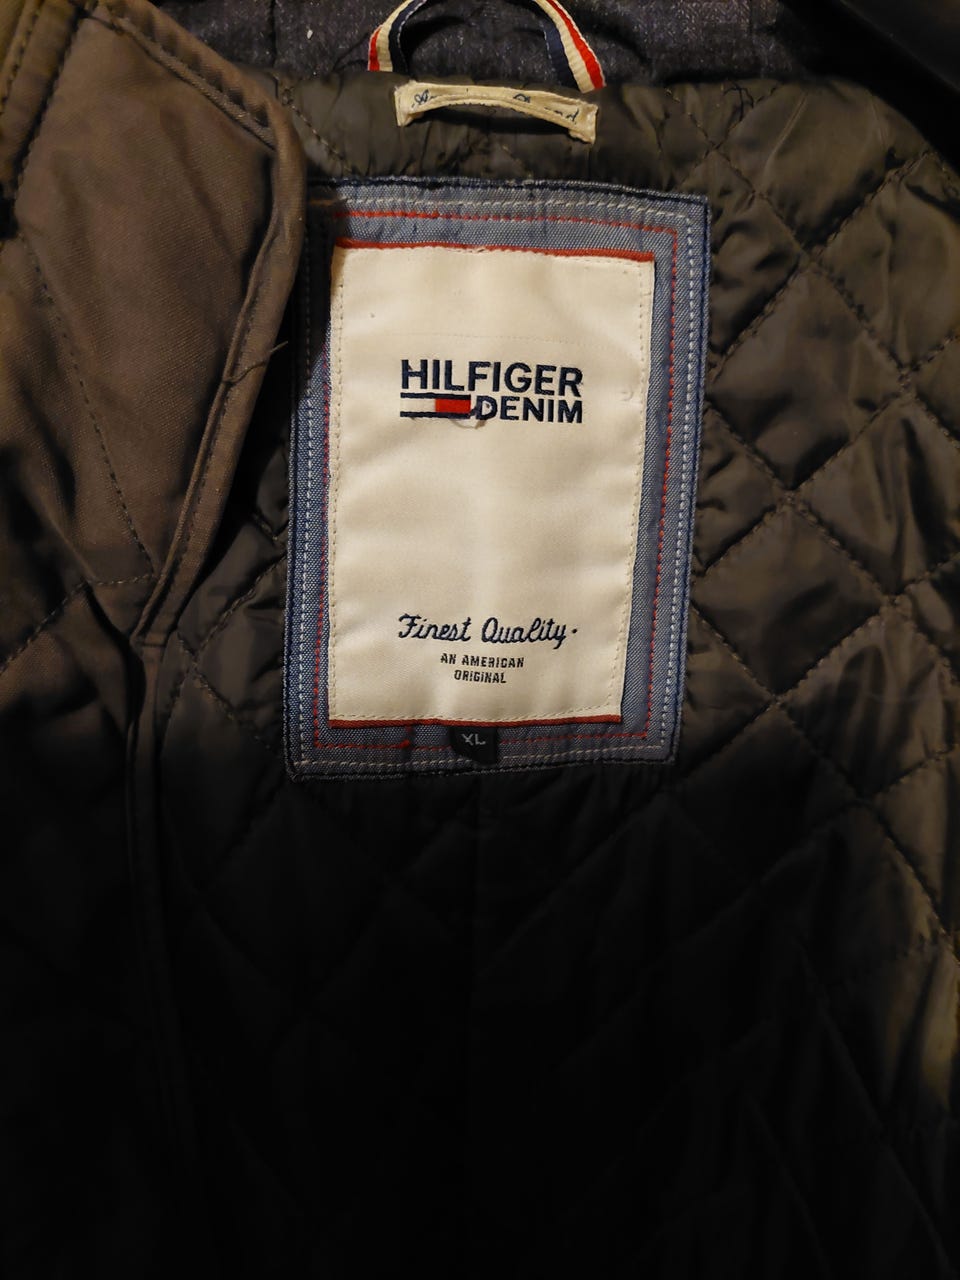 HILFIGER
DENIM
Finest Quality.
AN AMERICAN
ORIGINAL
XL